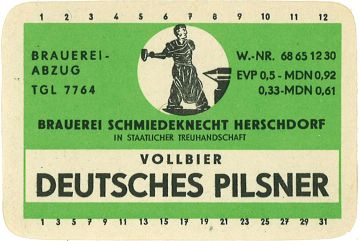 1 2 3 4 5 6 7 8 9 10 11 12
BRAUEREI-
ABZUG
TGL 7764
W.-NR. 68 65 12 30
EVP 0,5 - MDN 0,92
0,33-MDN 0,61
BRAUEREI SCHMIEDEKNECHT HERSCHDORF
IN STAATLICHER TREUHANDSCHAFT
VOLLBIER
DEUTSCHES PILSNER
1 3 5 7 9 11 13 15 17 19 21 23 25 27 29 31